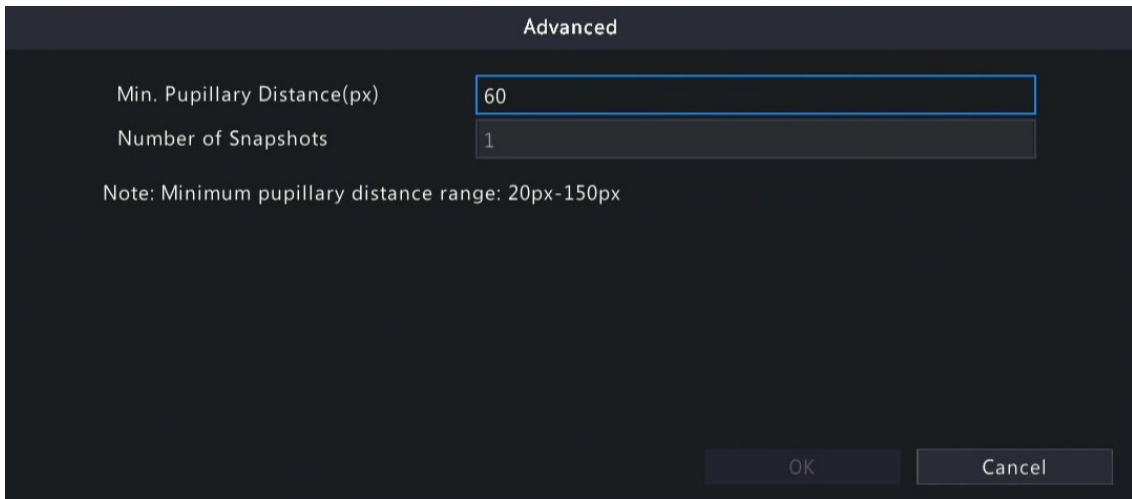 Advanced
Min. Pupillary Distance(px) 60
Number of Snapshots 1
Note: Minimum pupillary distance range: 20px-150px
OK Cancel